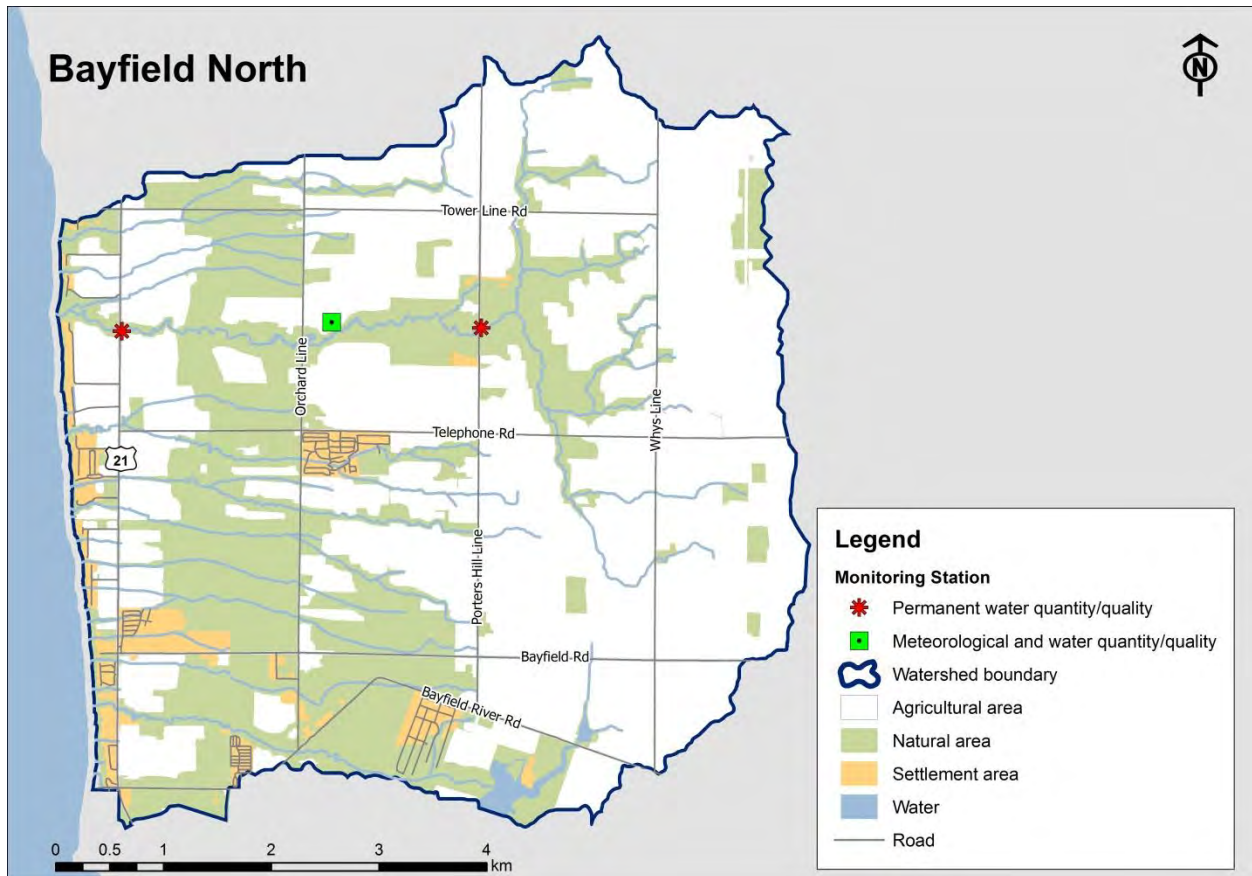 Bayfield North
N
Tower Line Rd
Orchard Line
Telephone Rd
Whys Line
21
Porters Hill Line
Bayfield Rd
Bayfield River Rd
Legend
Monitoring Station
Permanent water quantity/quality
Meteorological and water quantity/quality
Watershed boundary
Agricultural area
Natural area
Settlement area
Water
Road
0 0.5 1 2 3 4
km